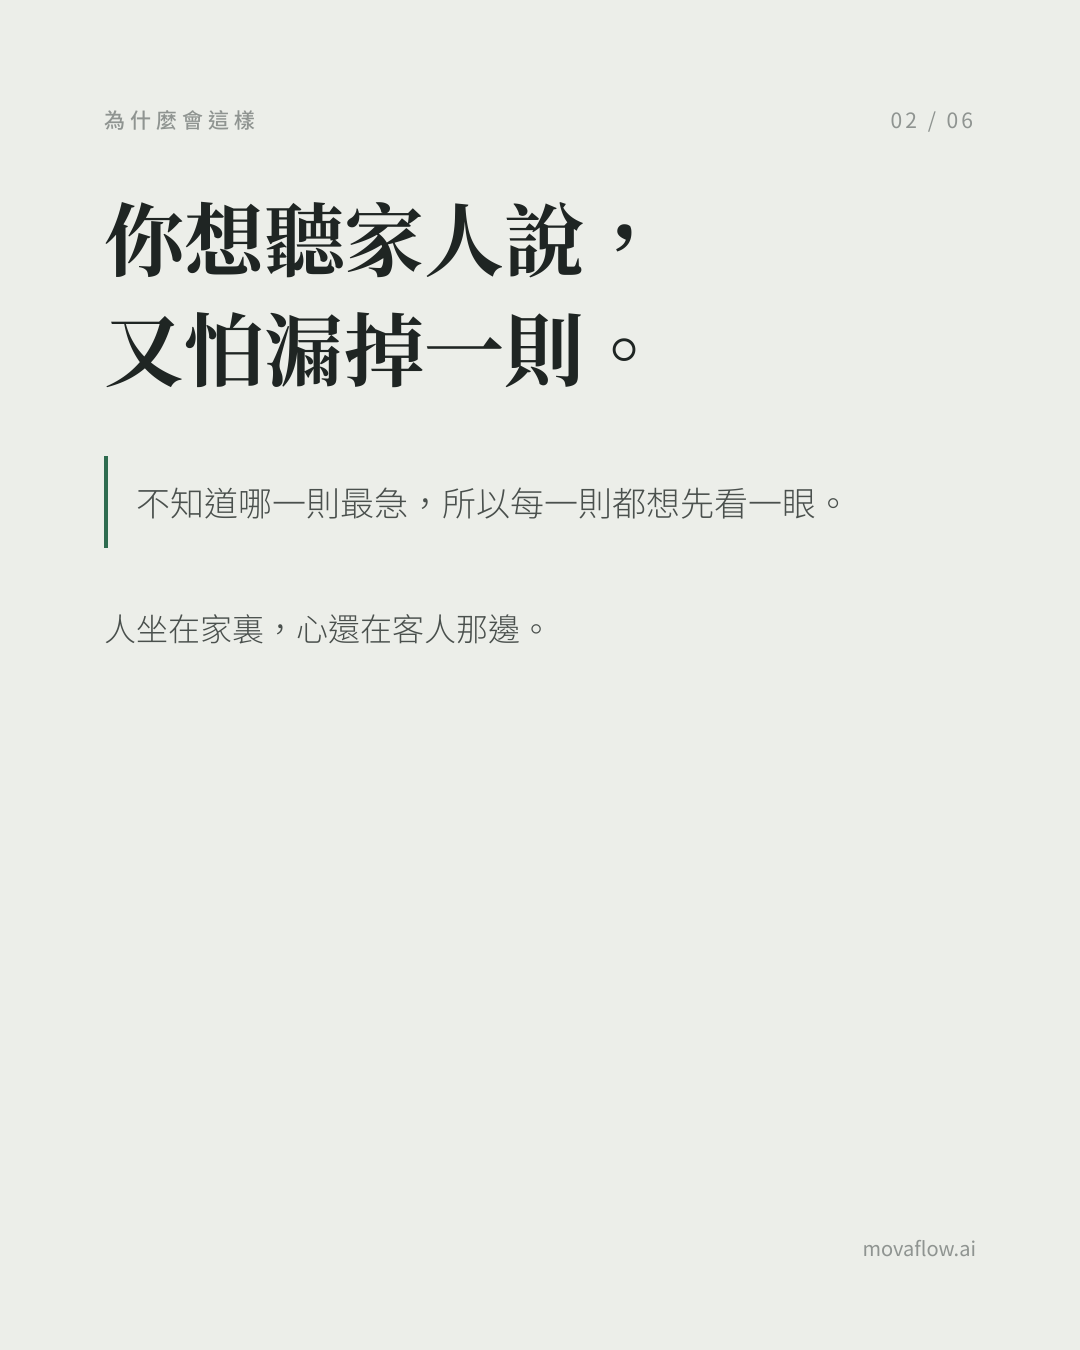 為什麼會這樣
02 / 06
你想聽家人說，
又怕漏掉一則。
不知道哪一則最急，所以每一則都想先看一眼。
人坐在家裏，心還在客人那邊。
movaflow.ai